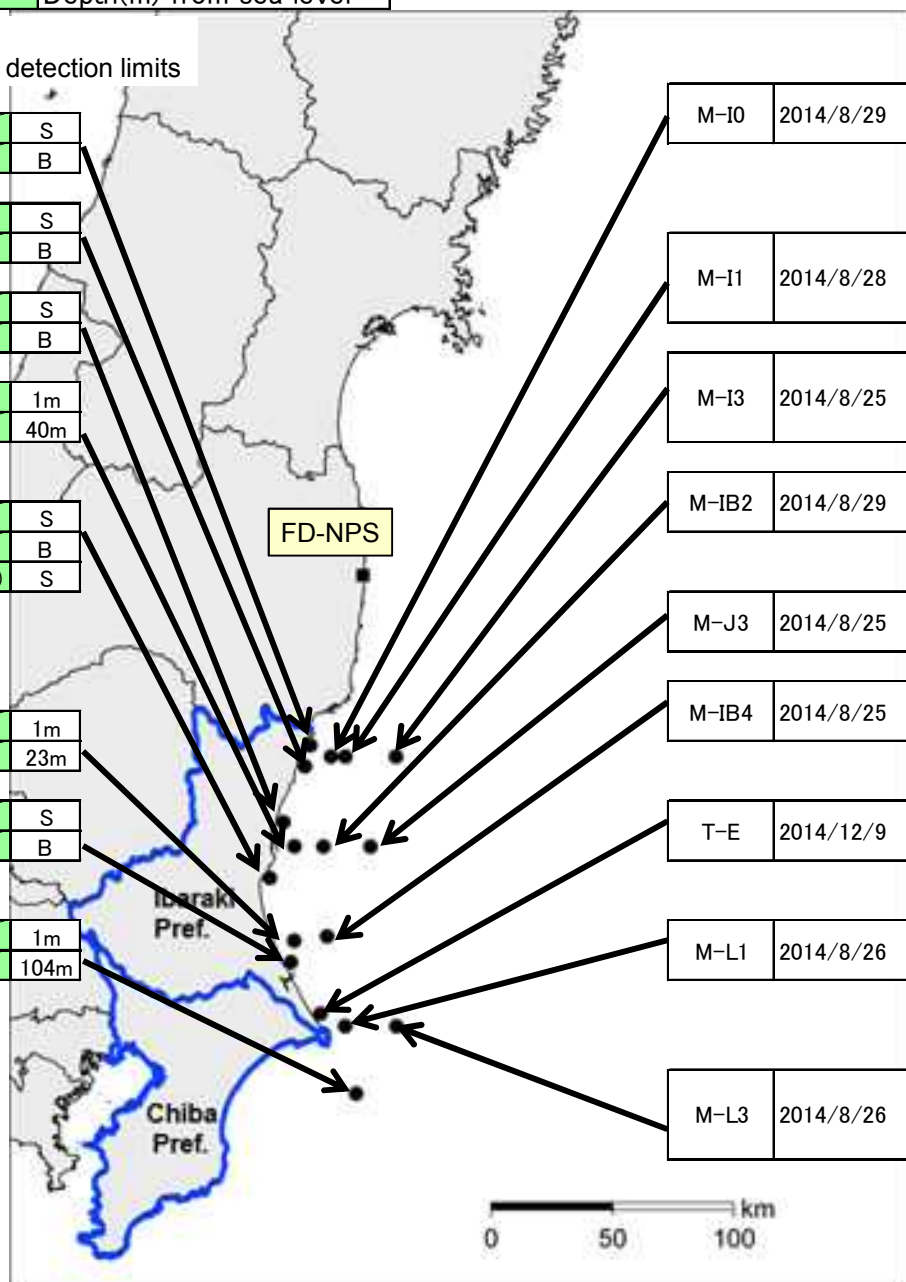 Depth(m) from sea level
detection limits
S
B
S
B
S
B
1m
40m
S
B
S
1m
23m
S
B
1m
104m
FD-NPS
Ibaraki
Pref.
Chiba
Pref.
M-I0 2014/8/29
M-I1 2014/8/28
M-I3 2014/8/25
M-IB2 2014/8/29
M-J3 2014/8/25
M-IB4 2014/8/25
T-E 2014/12/9
M-L1 2014/8/26
M-L3 2014/8/26
km
0 50 100